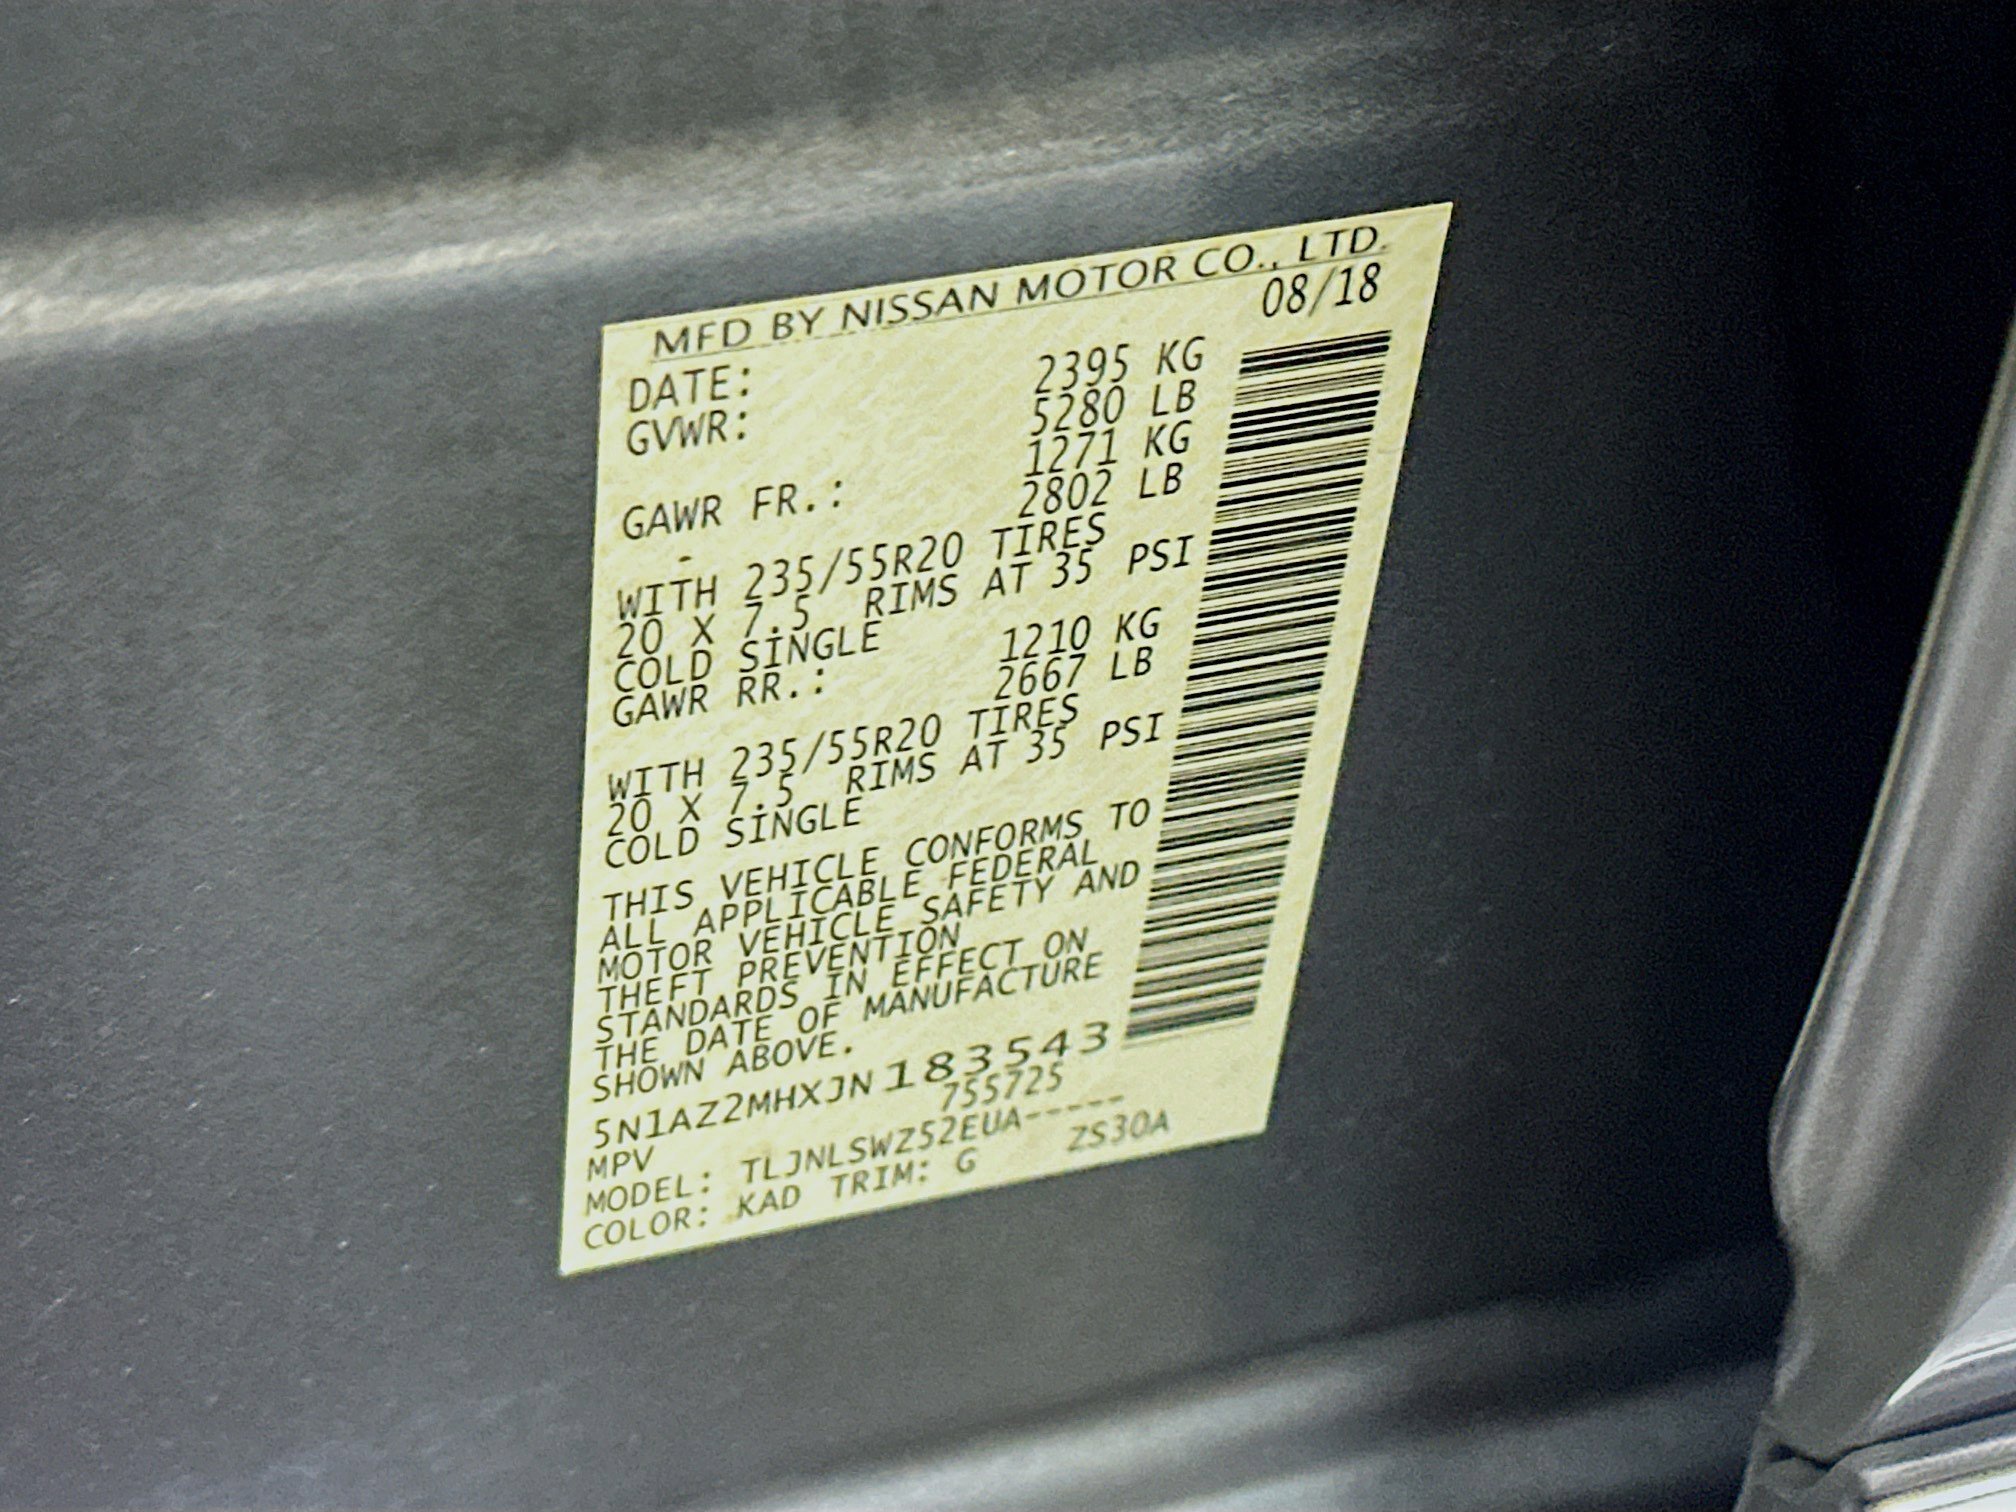 MFD BY NISSAN MOTOR CO., LTD.
DATE: 08/18
GVWR: 2395 KG
5280 LB
GAWR FR.: 1271 KG
2802 LB
WITH 235/55R20 TIRES
20 X 7.5 RIMS AT 35 PSI
COLD SINGLE
GAWR RR.: 1210 KG
2667 LB
WITH 235/55R20 TIRES
20 X 7.5 RIMS AT 35 PSI
COLD SINGLE
THIS VEHICLE CONFORMS TO
ALL APPLICABLE FEDERAL
MOTOR VEHICLE SAFETY AND
THEFT PREVENTION
STANDARDS IN EFFECT ON
THE DATE OF MANUFACTURE
SHOWN ABOVE.
5N1AZ2MHXJN183543
MPV 755725
MODEL: TLJNLSWZ52EUA-----
COLOR: KAD TRIM: G ZS30A